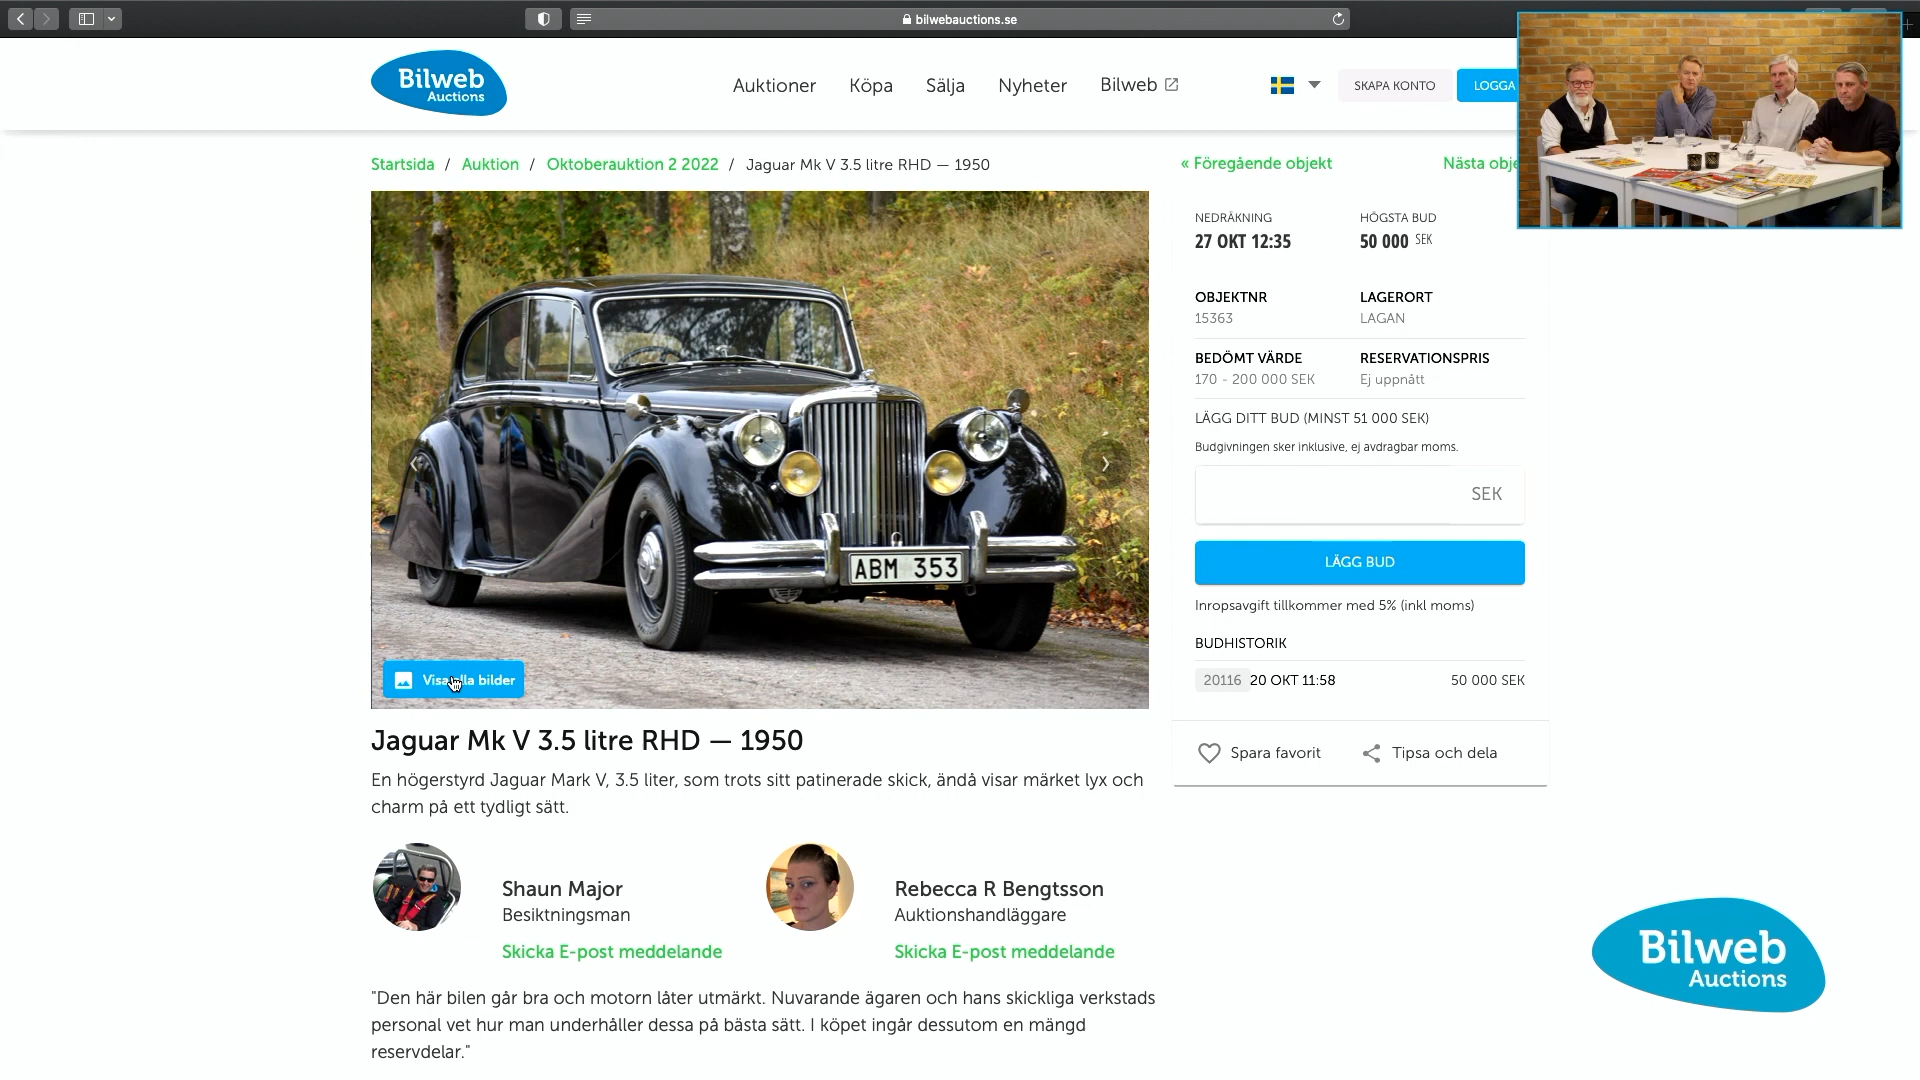 bilwebauctions.se
Bilweb
Auctions
Auktioner
Köpa
Sälja
Nyheter
Bilweb
SKAPA KONTO
LOGGA
Startsida / Auktion / Oktoberauktion 2 2022 / Jaguar Mk V 3.5 litre RHD — 1950
« Föregående objekt
Nästa obje
NEDRÄKNING
HÖGSTA BUD
27 OKT 12:35
50 000 SEK
OBJEKTNR
LAGERORT
15363
LAGAN
BEDÖMT VÄRDE
RESERVATIONSPRIS
170 - 200 000 SEK
Ej uppnått
LÄGG DITT BUD (MINST 51 000 SEK)
Budgivningen sker inklusive, ej avdragbar moms.
SEK
LÄGG BUD
Inropsavgift tillkommer med 5% (inkl moms)
BUDHISTORIK
20116 20 OKT 11:58 50 000 SEK
Spara favorit
Tipsa och dela
ABM 353
Visa alla bilder
Jaguar Mk V 3.5 litre RHD — 1950
En högerstyrd Jaguar Mark V, 3.5 liter, som trots sitt patinerade skick, ändå visar märket lyx och
charm på ett tydligt sätt.
Shaun Major
Besiktningsman
Skicka E-post meddelande
Rebecca R Bengtsson
Auktionshandläggare
Skicka E-post meddelande
"Den här bilen går bra och motorn låter utmärkt. Nuvarande ägaren och hans skickliga verkstads
personal vet hur man underhåller dessa på bästa sätt. I köpet ingår dessutom en mängd
reservdelar."
Bilweb
Auctions